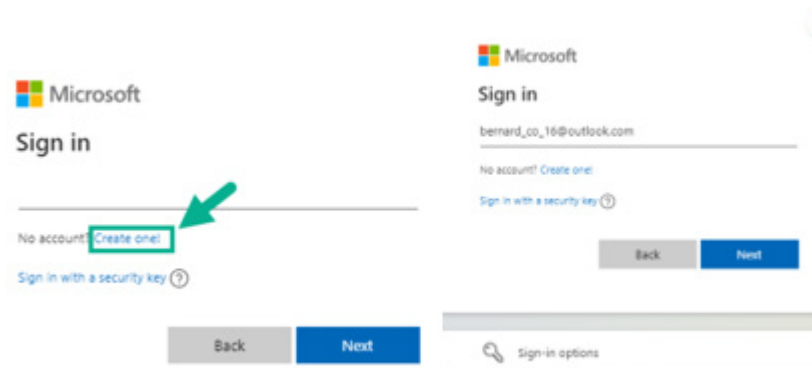 Microsoft
Sign in
No account? Create one!
Sign in with a security key
Back Next
Microsoft
Sign in
bernard_co_16@outlook.com
No account? Create one!
Sign in with a security key
Back Next
Sign-in options